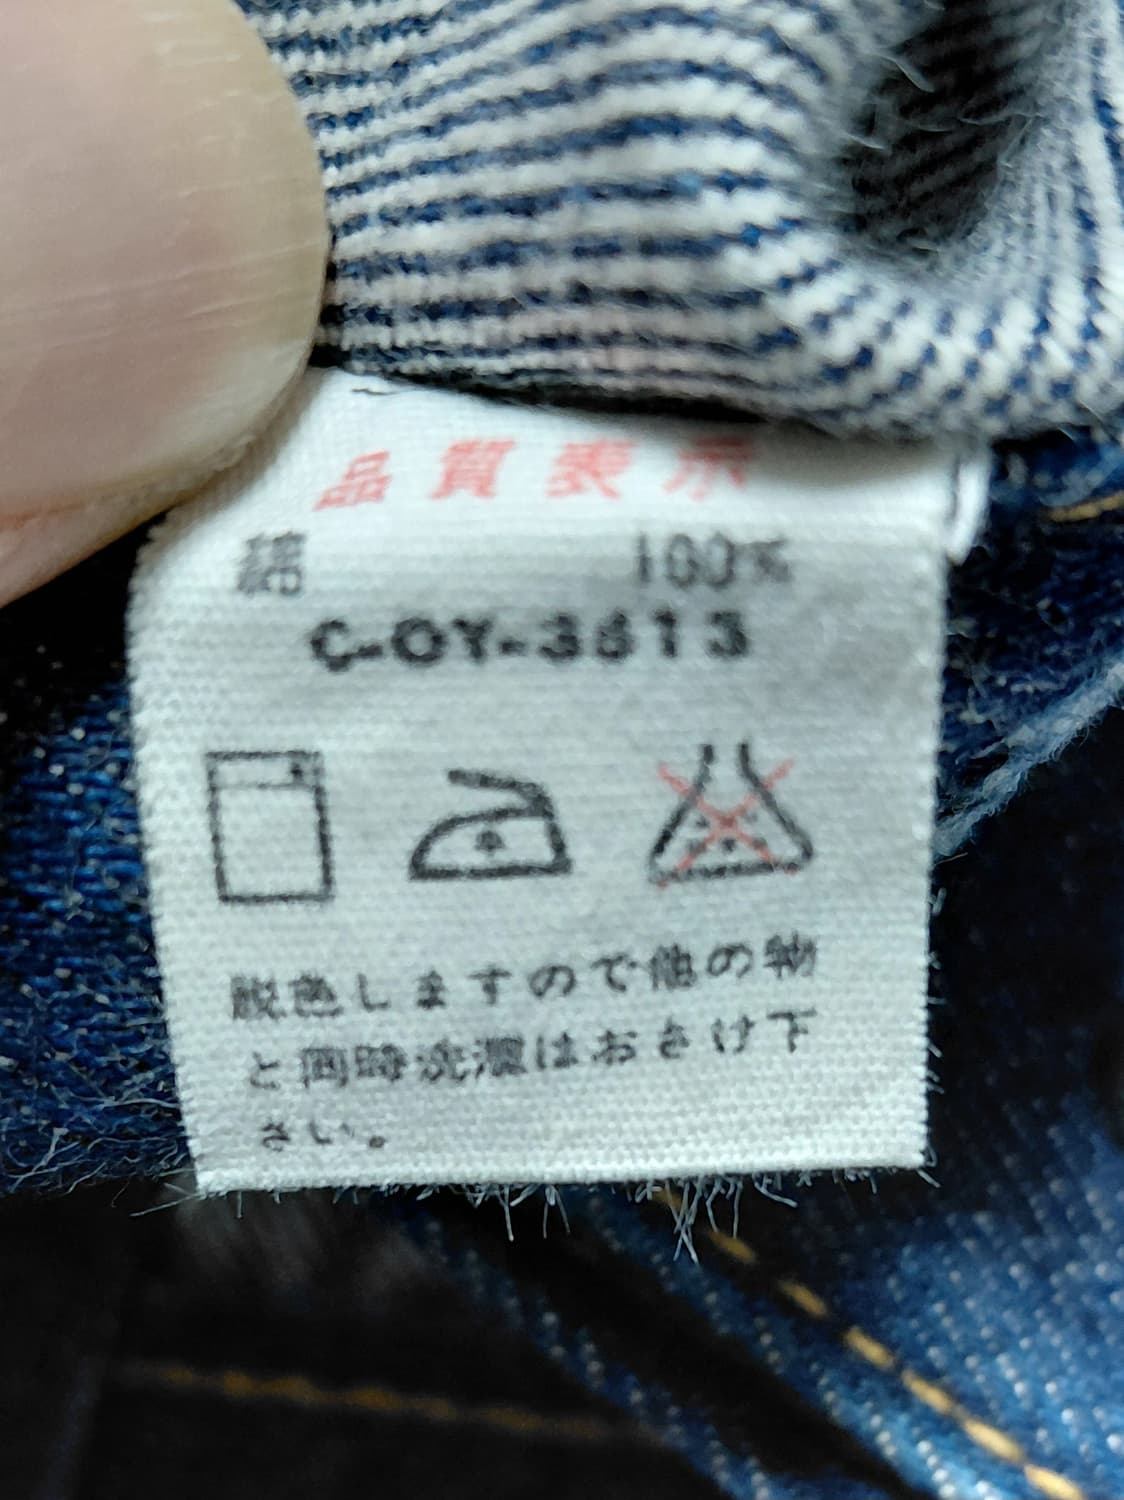 品質表示
綿 100%
C-OY-3613
脱色しますので他の物
と同時洗濯はおさけ下
さい。